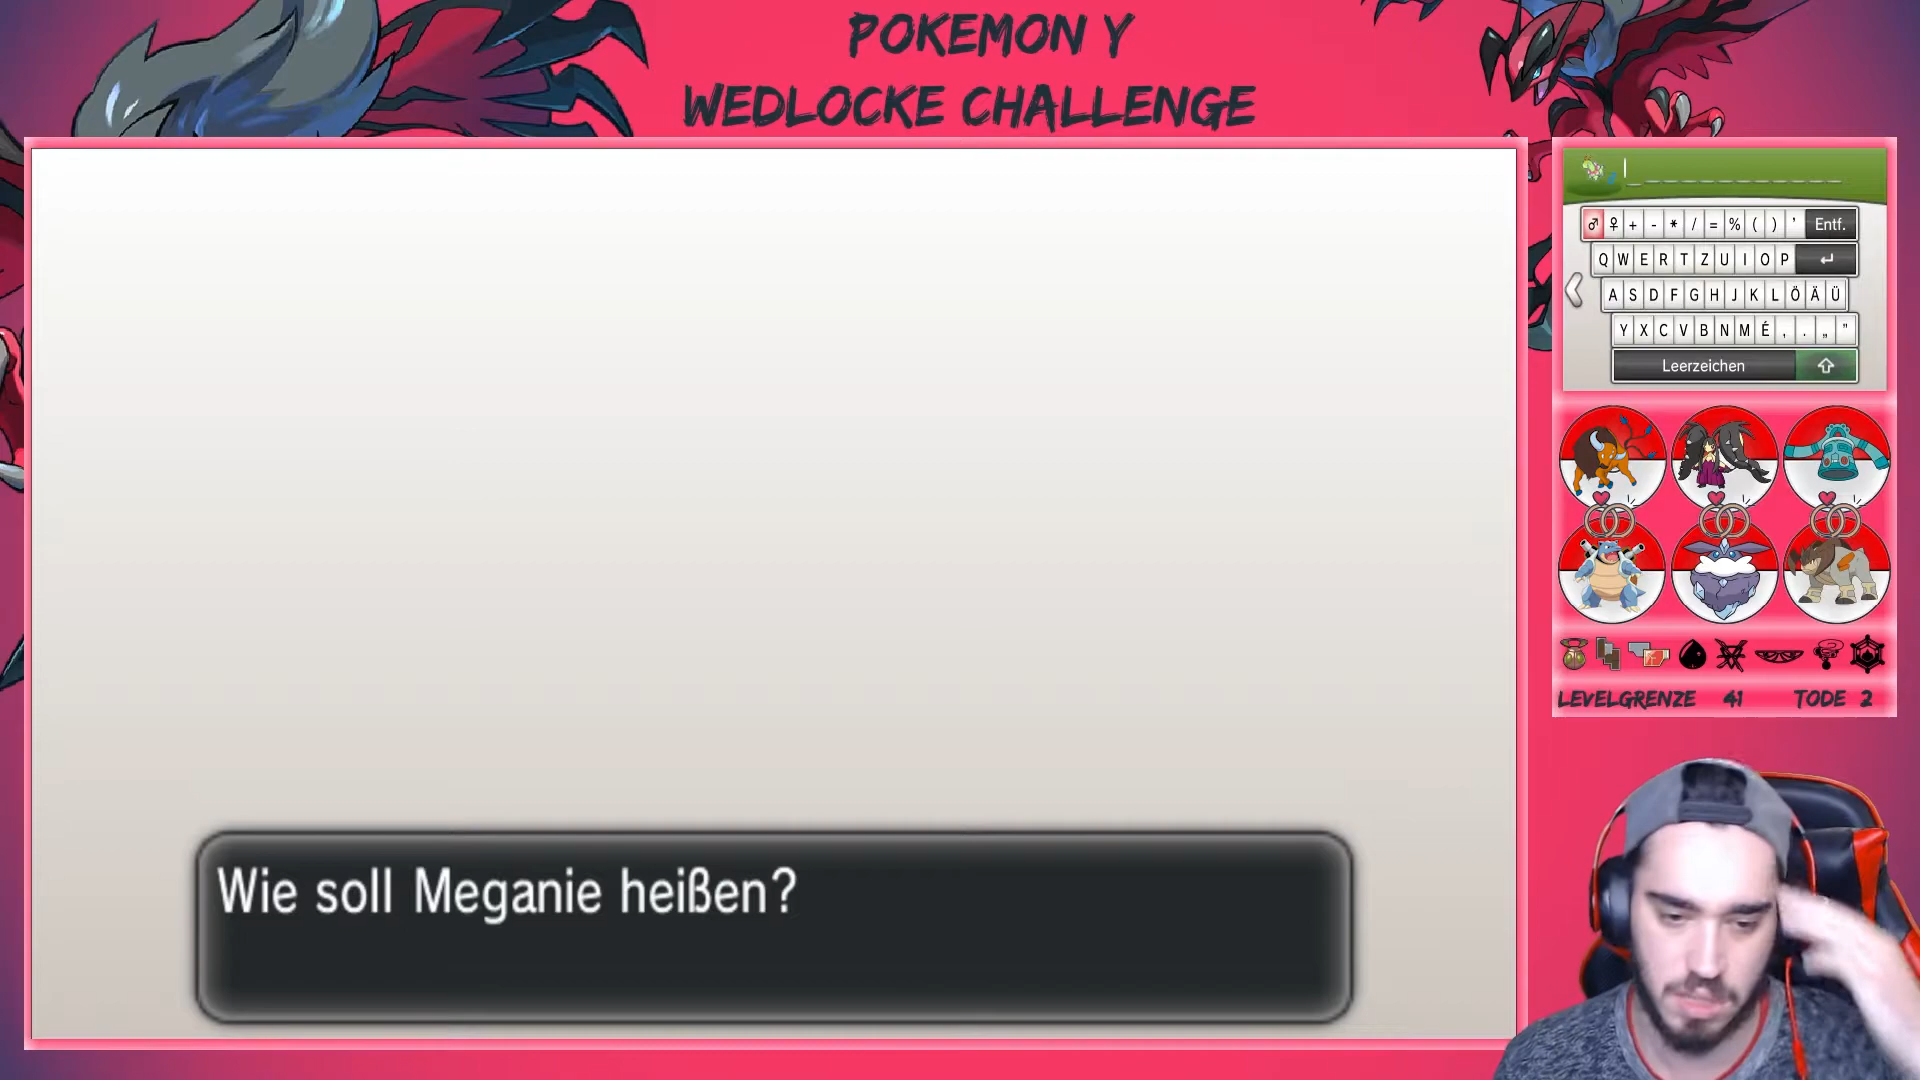 POKEMON Y
WEDLOCKE CHALLENGE
♂ ♀ + - * / = % ( ) ' Entf.
Q W E R T Z U I O P ↵
A S D F G H J K L Ö Ä Ü
Y X C V B N M É , . „ "
Leerzeichen
LEVELGRENZE 41 TODE 2
Wie soll Meganie heißen?